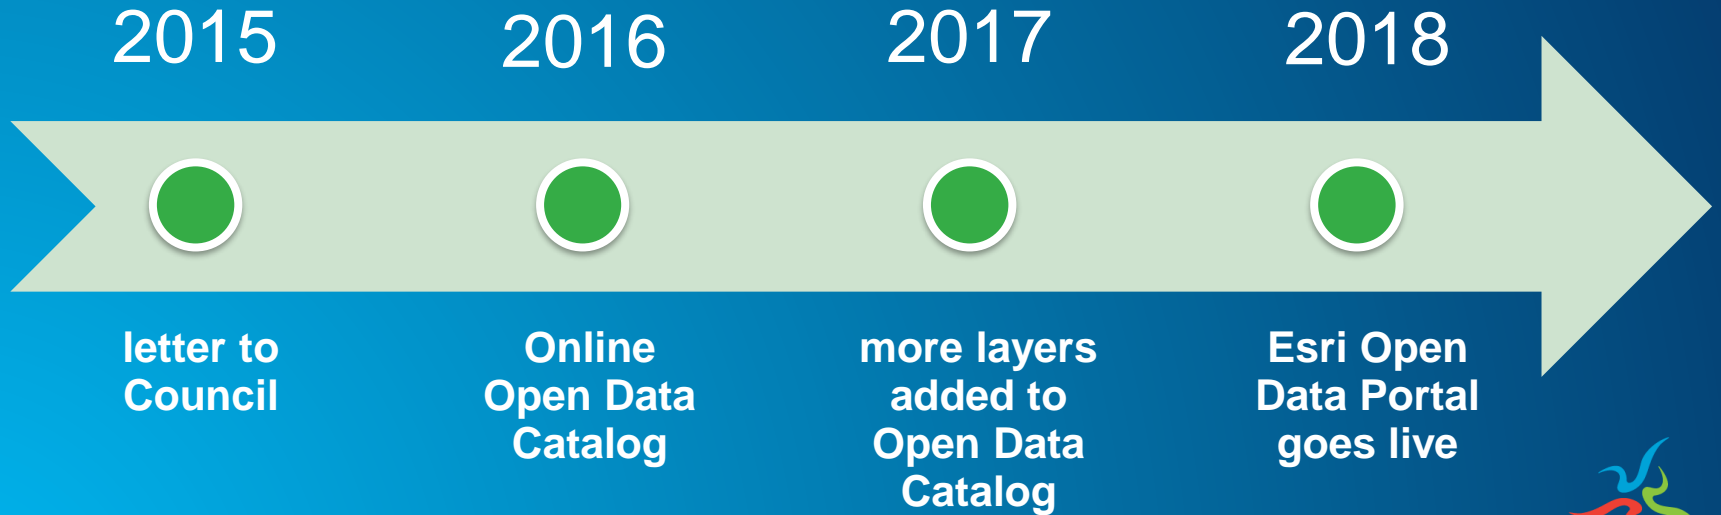 2015
2016
2017
2018
letter to
Council
Online
Open Data
Catalog
more layers
added to
Open Data
Catalog
Esri Open
Data Portal
goes live